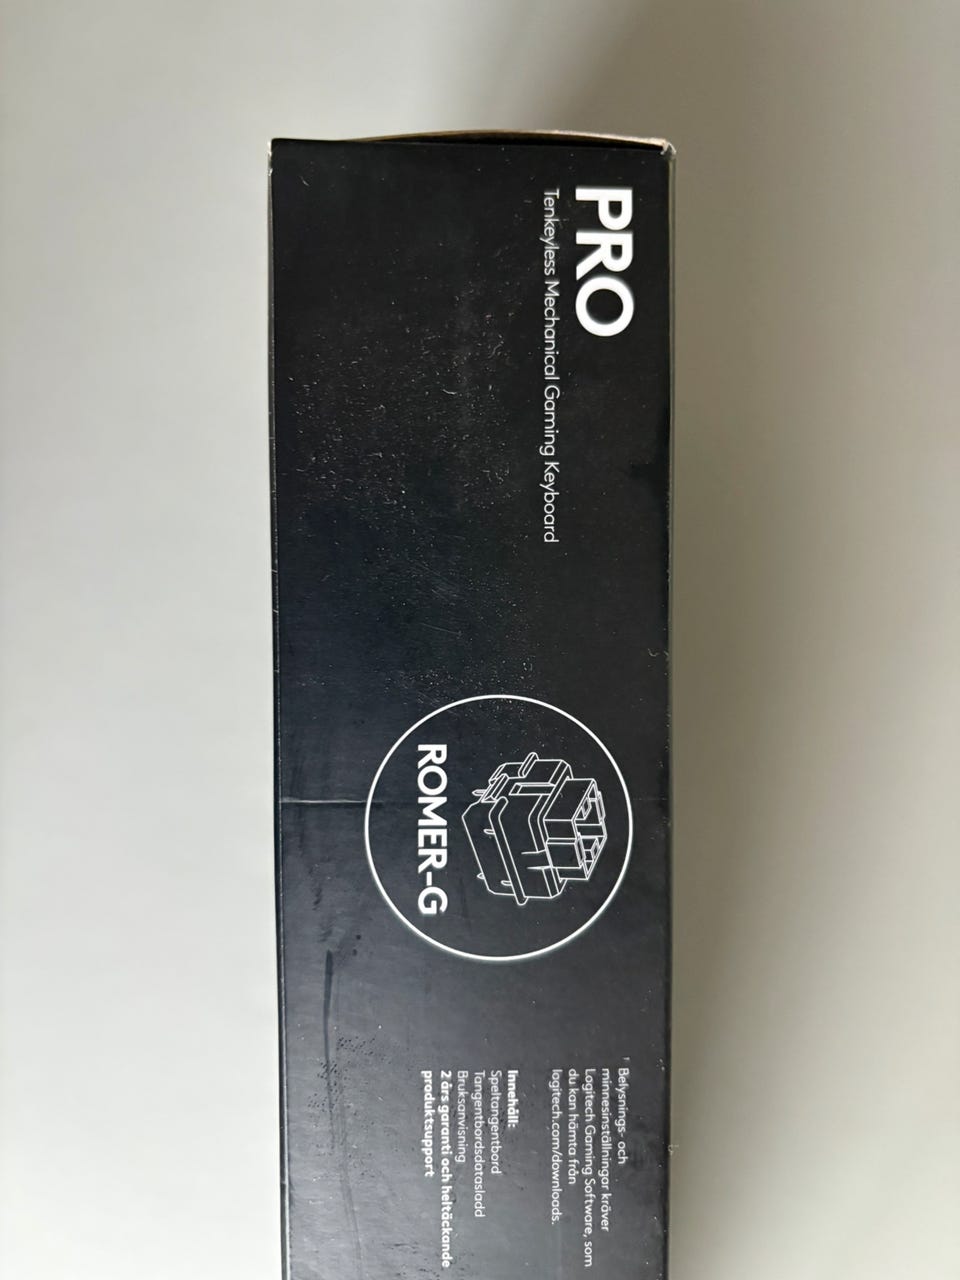 PRO
Tenkeyless Mechanical Gaming Keyboard
ROMER-G
¹ Belysnings- och
minnesinställningar kräver
Logitech Gaming Software, som
du kan hämta från
logitech.com/downloads.
Innehåll:
Speltangentbord
Tangentbordsdatasladd
Bruksanvisning
2 års garanti och heltäckande
produktsupport